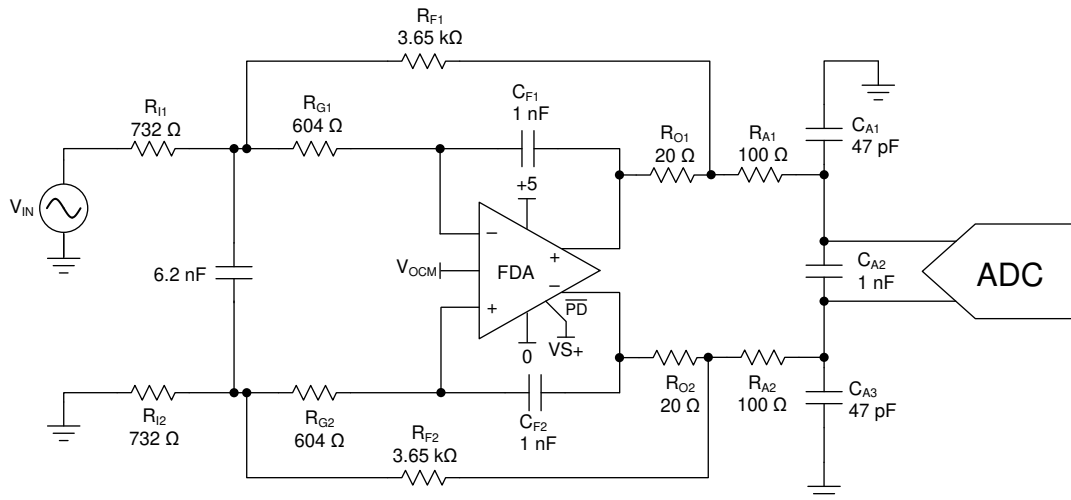 RF1
3.65 kΩ
CF1
1 nF
RI1
732 Ω
RG1
604 Ω
RO1
20 Ω
RA1
100 Ω
CA1
47 pF
+5
VIN
6.2 nF
VOCM
−
+
FDA
+
−
PD
0
VS+
CA2
1 nF
ADC
RI2
732 Ω
RG2
604 Ω
CF2
1 nF
RO2
20 Ω
RA2
100 Ω
CA3
47 pF
RF2
3.65 kΩ